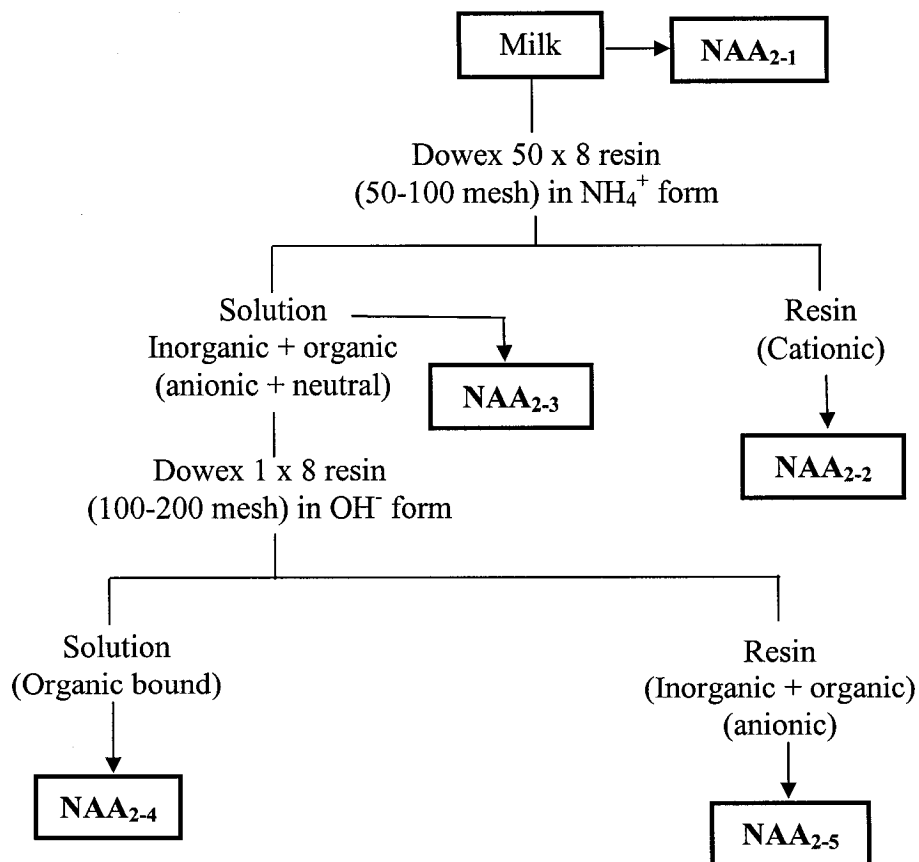 Milk
NAA₂₋₁
Dowex 50 x 8 resin
(50-100 mesh) in NH₄⁺ form
Solution
Inorganic + organic
(anionic + neutral)
Resin
(Cationic)
NAA₂₋₃
NAA₂₋₂
Dowex 1 x 8 resin
(100-200 mesh) in OH⁻ form
Solution
(Organic bound)
Resin
(Inorganic + organic)
(anionic)
NAA₂₋₄
NAA₂₋₅